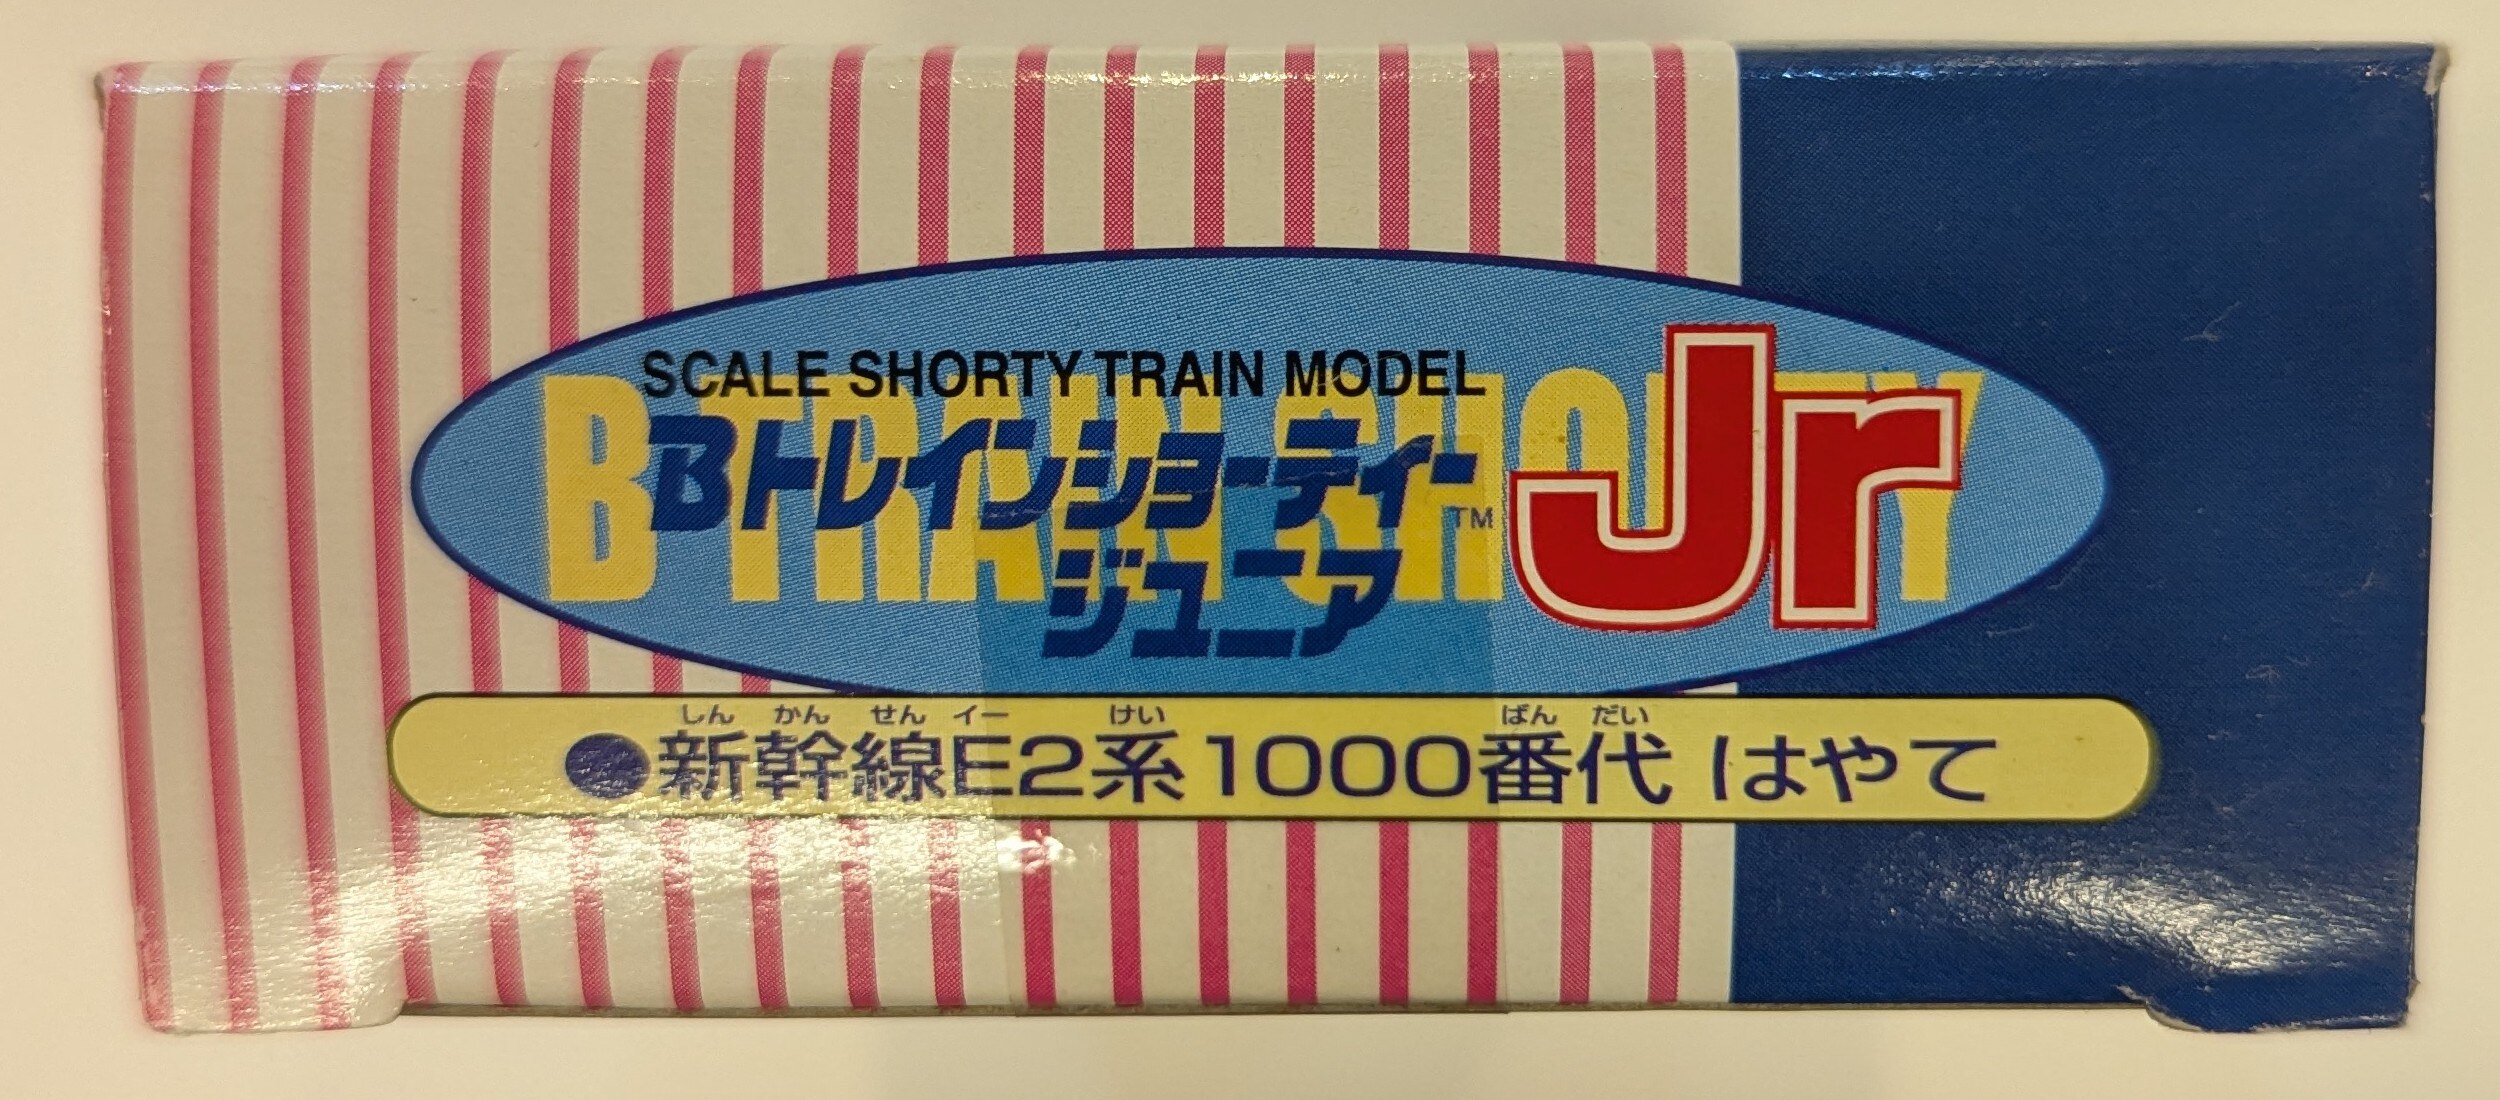 SCALE SHORTY TRAIN MODEL
B TRAIN SHORTY
BトレインショーティーTM
ジュニア
Jr
しん かん せん イー けい ばん だい
●新幹線E2系1000番代 はやて